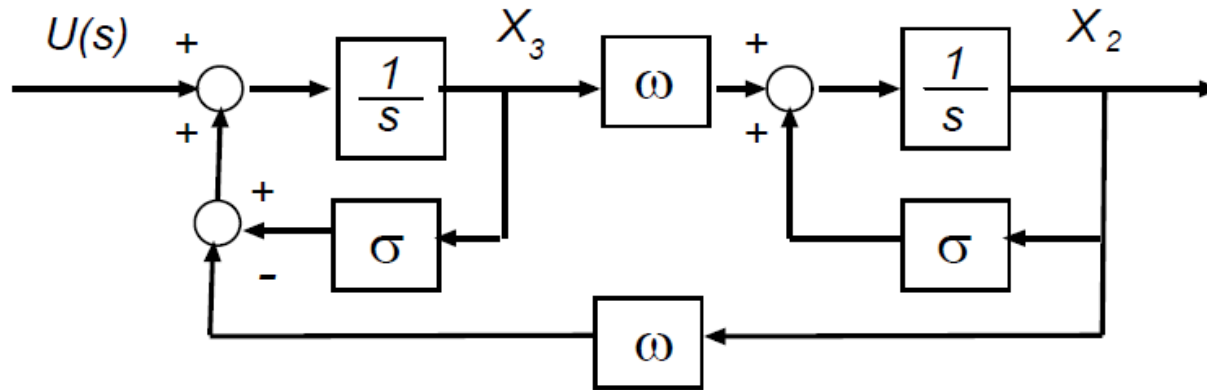 U(s) + X₃ + X₂
1/s ω 1/s
+ +
+ σ σ
-
ω